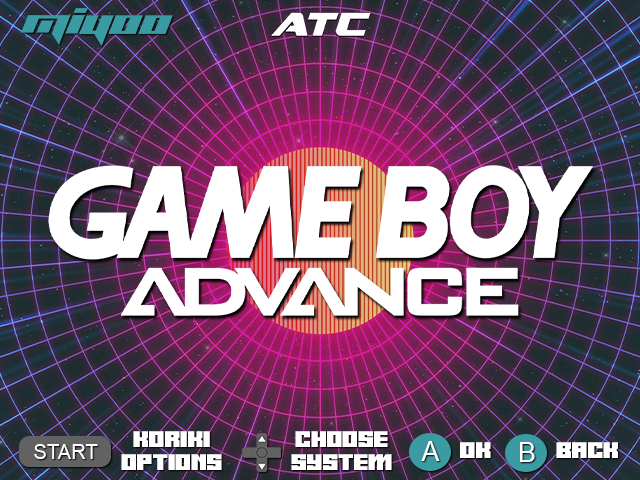 miyoo
ATC
GAME BOY
ADVANCE
START
KORIKI
OPTIONS
CHOOSE
SYSTEM
A
OK
B
BACK